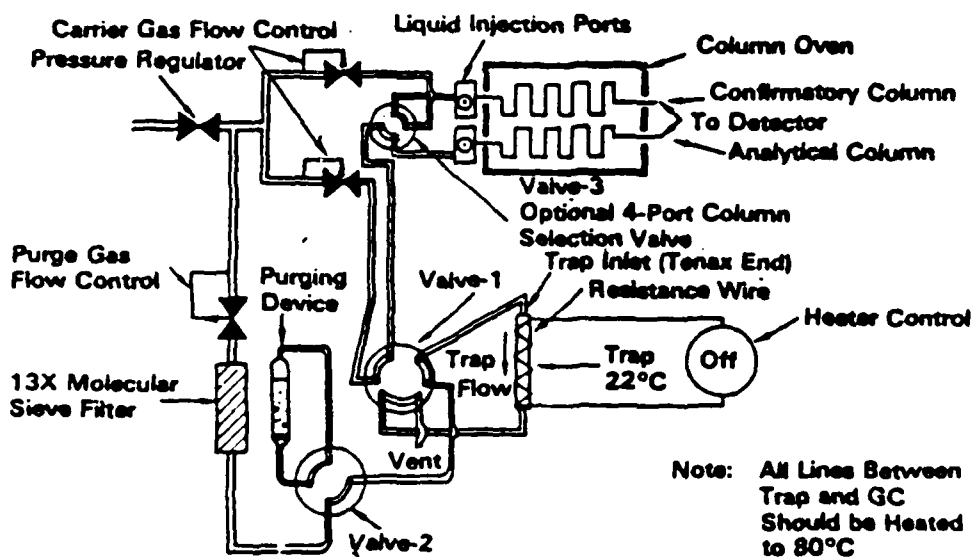 Carrier Gas Flow Control
Pressure Regulator
Liquid Injection Ports
Column Oven
Confirmatory Column
To Detector
Analytical Column
Valve-3
Optional 4-Port Column
Selection Valve
Purge Gas
Flow Control
Purging
Device
Valve-1
Trap Inlet (Tenax End)
Resistance Wire
Heater Control
Trap
Flow
Trap
22°C
Off
13X Molecular
Sieve Filter
Vent
Valve-2
Note: All Lines Between
Trap and GC
Should be Heated
to 80°C